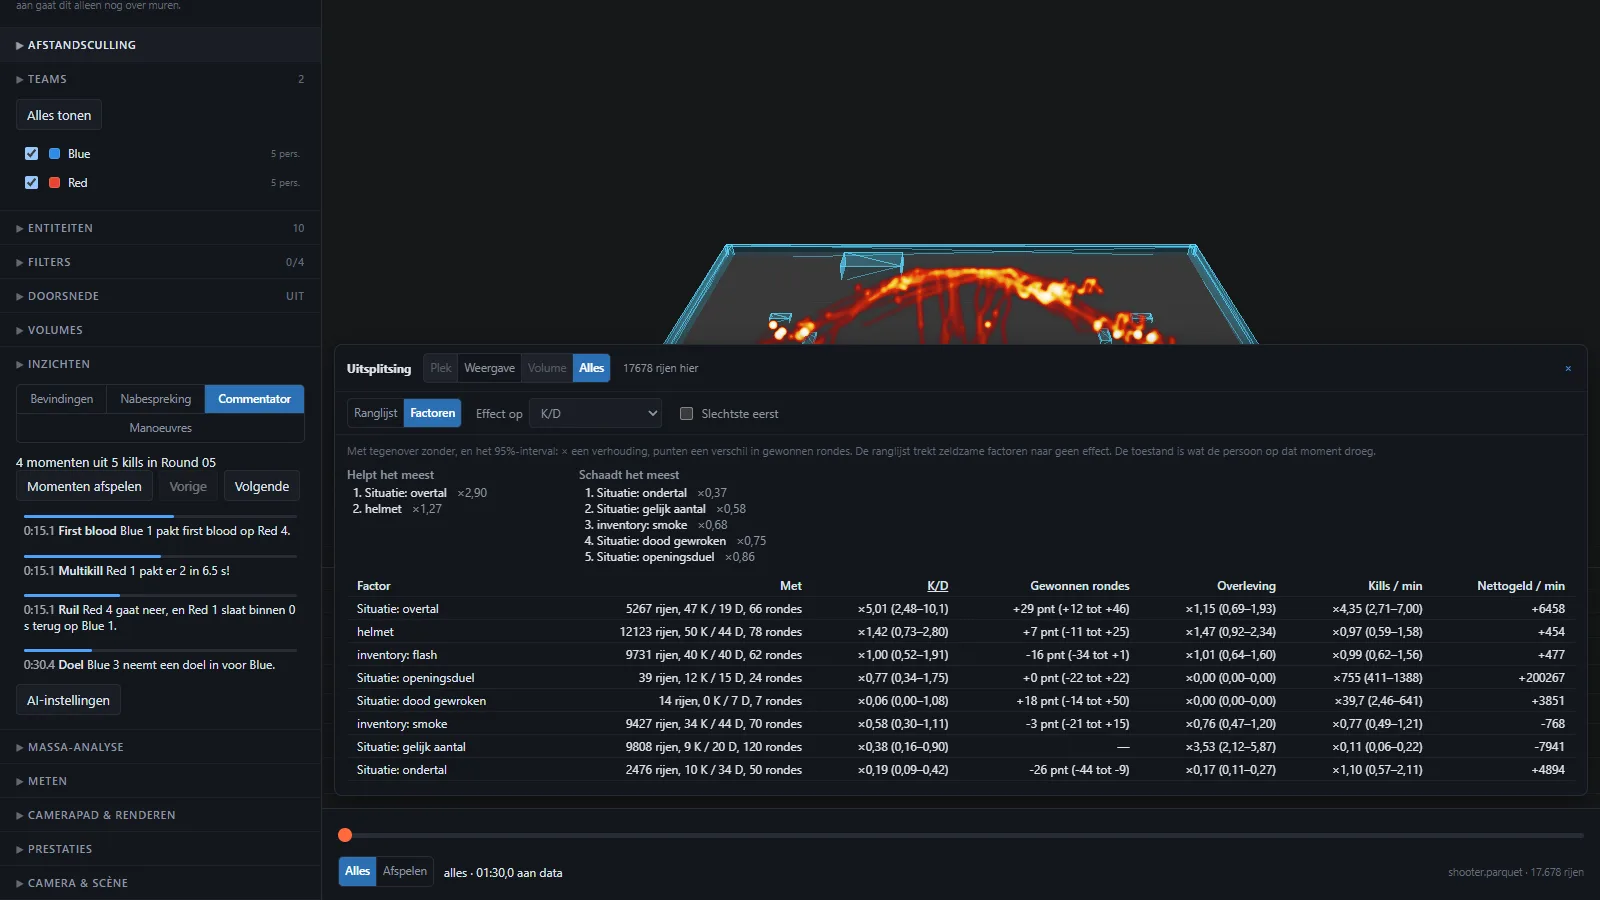 aan gaat dit alleen nog over muren.
▶ AFSTANDSCULLING
▶ TEAMS 2
Alles tonen
Blue 5 pers.
Red 5 pers.
▶ ENTITEITEN 10
▶ FILTERS 0/4
▶ DOORSNEDE UIT
▶ VOLUMES
▶ INZICHTEN
Bevindingen Nabespreking Commentator
Manoeuvres
4 momenten uit 5 kills in Round 05
Momenten afspelen Vorige Volgende
0:15.1 First blood Blue 1 pakt first blood op Red 4.
0:15.1 Multikill Red 1 pakt er 2 in 6.5 s!
0:15.1 Ruil Red 4 gaat neer, en Red 1 slaat binnen 0
s terug op Blue 1.
0:30.4 Doel Blue 3 neemt een doel in voor Blue.
AI-instellingen
▶ MASSA-ANALYSE
▶ METEN
▶ CAMERAPAD & RENDEREN
▶ PRESTATIES
▶ CAMERA & SCÈNE
Uitsplitsing Plek Weergave Volume Alles 17678 rijen hier ×
Ranglijst Factoren Effect op K/D Slechtste eerst
Met tegenover zonder, en het 95%-interval: × een verhouding, punten een verschil in gewonnen rondes. De ranglijst trekt zeldzame factoren naar geen effect. De toestand is wat de persoon op dat moment droeg.
Helpt het meest
1. Situatie: overtal ×2,90
2. helmet ×1,27
Schaadt het meest
1. Situatie: ondertal ×0,37
2. Situatie: gelijk aantal ×0,58
3. inventory: smoke ×0,68
4. Situatie: dood gewroken ×0,75
5. Situatie: openingsduel ×0,86
Factor Met K/D Gewonnen rondes Overleving Kills / min Nettogeld / min
Situatie: overtal 5267 rijen, 47 K / 19 D, 66 rondes ×5,01 (2,48–10,1) +29 pnt (+12 tot +46) ×1,15 (0,69–1,93) ×4,35 (2,71–7,00) +6458
helmet 12123 rijen, 50 K / 44 D, 78 rondes ×1,42 (0,73–2,80) +7 pnt (-11 tot +25) ×1,47 (0,92–2,34) ×0,97 (0,59–1,58) +454
inventory: flash 9731 rijen, 40 K / 40 D, 62 rondes ×1,00 (0,52–1,91) -16 pnt (-34 tot +1) ×1,01 (0,64–1,60) ×0,99 (0,62–1,56) +477
Situatie: openingsduel 39 rijen, 12 K / 15 D, 24 rondes ×0,77 (0,34–1,75) +0 pnt (-22 tot +22) ×0,00 (0,00–0,00) ×755 (411–1388) +200267
Situatie: dood gewroken 14 rijen, 0 K / 7 D, 7 rondes ×0,06 (0,00–1,08) +18 pnt (-14 tot +50) ×0,00 (0,00–0,00) ×39,7 (2,46–641) +3851
inventory: smoke 9427 rijen, 34 K / 44 D, 70 rondes ×0,58 (0,30–1,11) -3 pnt (-21 tot +15) ×0,76 (0,47–1,20) ×0,77 (0,49–1,21) -768
Situatie: gelijk aantal 9808 rijen, 9 K / 20 D, 120 rondes ×0,38 (0,16–0,90) — ×3,53 (2,12–5,87) ×0,11 (0,06–0,22) -7941
Situatie: ondertal 2476 rijen, 10 K / 34 D, 50 rondes ×0,19 (0,09–0,42) -26 pnt (-44 tot -9) ×0,17 (0,11–0,27) ×1,10 (0,57–2,11) +4894
Alles Afspelen alles · 01:30,0 aan data shooter.parquet · 17.678 rijen